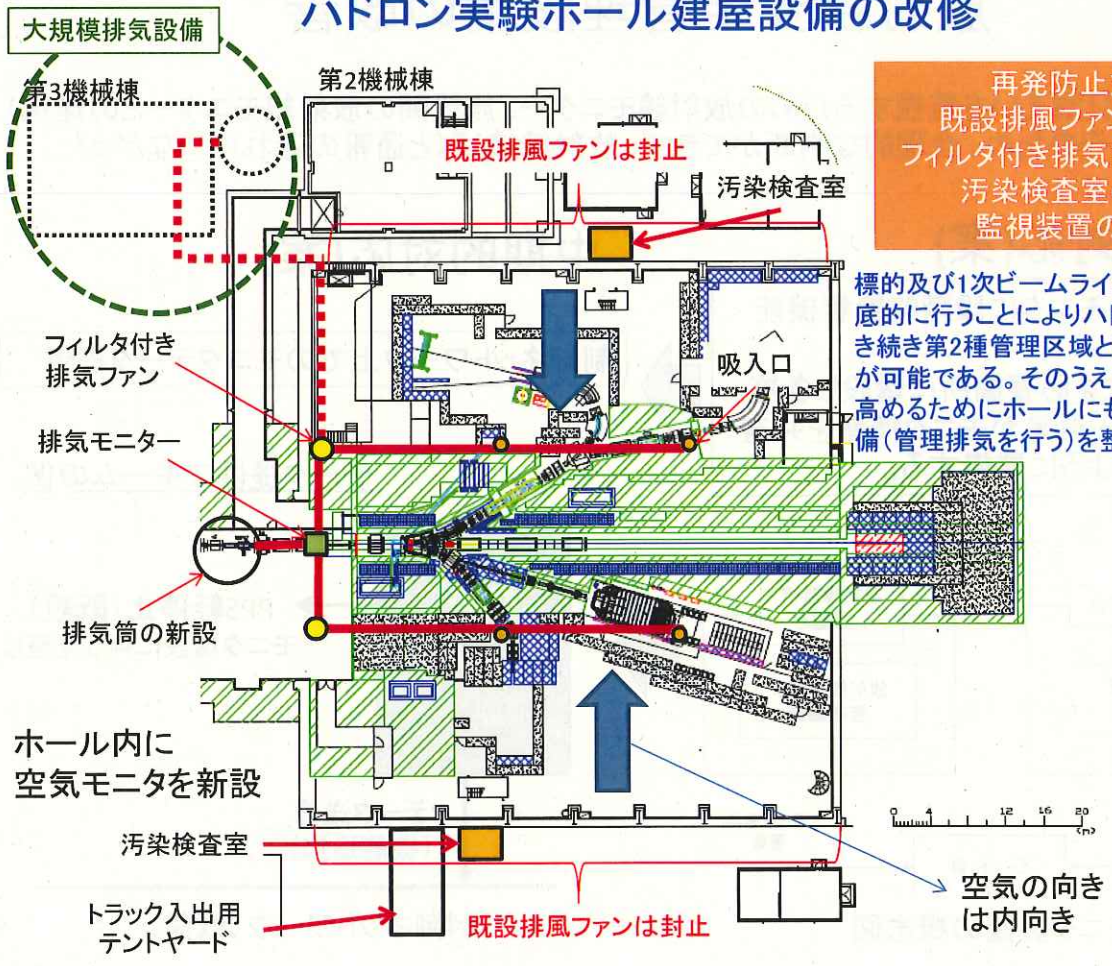 ハドロン実験ホール建屋設備の改修
大規模排気設備
第3機械棟
第2機械棟
再発防止
既設排風ファン
フィルタ付き排気
汚染検査室
監視装置の
既設排風ファンは封止
汚染検査室
標的及び1次ビームライ
底的に行うことによりハ
き続き第2種管理区域と
が可能である。そのうえ
高めるためにホールにも
備(管理排気を行う)を整
フィルタ付き
排気ファン
吸入口
排気モニター
排気筒の新設
ホール内に
空気モニタを新設
0 4 12 16 20
(m)
汚染検査室
空気の向き
は内向き
トラック入出用
テントヤード
既設排風ファンは封止